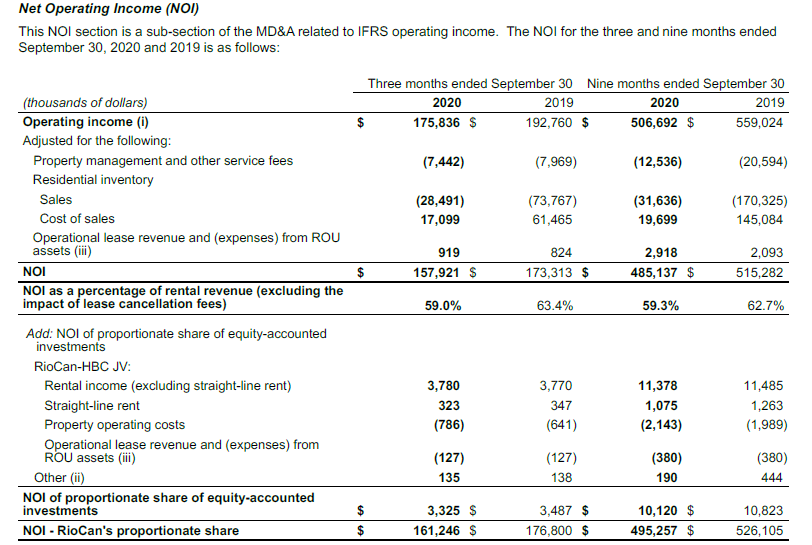 Net Operating Income (NOI)
This NOI section is a sub-section of the MD&A related to IFRS operating income. The NOI for the three and nine months ended
September 30, 2020 and 2019 is as follows:
Three months ended September 30 Nine months ended September 30
(thousands of dollars) 2020 2019 2020 2019
Operating income (i) $ 175,836 $ 192,760 $ 506,692 $ 559,024
Adjusted for the following:
Property management and other service fees (7,442) (7,969) (12,536) (20,594)
Residential inventory
Sales (28,491) (73,767) (31,636) (170,325)
Cost of sales 17,099 61,465 19,699 145,084
Operational lease revenue and (expenses) from ROU
assets (iii) 919 824 2,918 2,093
NOI $ 157,921 $ 173,313 $ 485,137 $ 515,282
NOI as a percentage of rental revenue (excluding the
impact of lease cancellation fees) 59.0% 63.4% 59.3% 62.7%
Add: NOI of proportionate share of equity-accounted
investments
RioCan-HBC JV:
Rental income (excluding straight-line rent) 3,780 3,770 11,378 11,485
Straight-line rent 323 347 1,075 1,263
Property operating costs (786) (641) (2,143) (1,989)
Operational lease revenue and (expenses) from
ROU assets (iii) (127) (127) (380) (380)
Other (ii) 135 138 190 444
NOI of proportionate share of equity-accounted
investments $ 3,325 $ 3,487 $ 10,120 $ 10,823
NOI - RioCan's proportionate share $ 161,246 $ 176,800 $ 495,257 $ 526,105